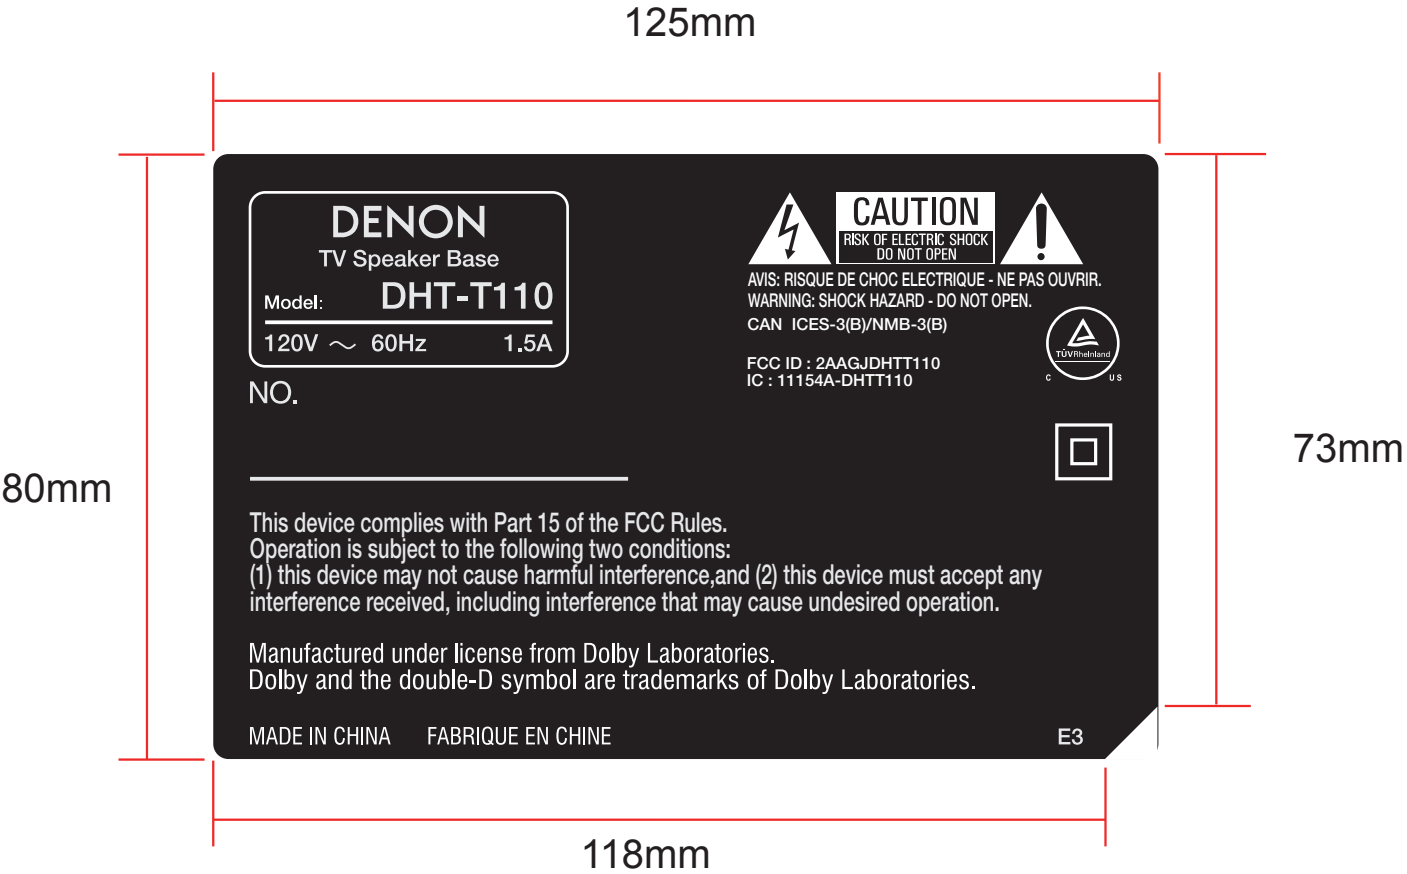 125mm
DENON
TV Speaker Base
Model: DHT-T110
120V ～ 60Hz 1.5A
NO.
CAUTION
RISK OF ELECTRIC SHOCK
DO NOT OPEN
AVIS: RISQUE DE CHOC ELECTRIQUE - NE PAS OUVRIR.
WARNING: SHOCK HAZARD - DO NOT OPEN.
CAN ICES-3(B)/NMB-3(B)
FCC ID : 2AAGJDHTT110
IC : 11154A-DHTT110
TÜVRheinland
C US
80mm
73mm
This device complies with Part 15 of the FCC Rules.
Operation is subject to the following two conditions:
(1) this device may not cause harmful interference,and (2) this device must accept any
interference received, including interference that may cause undesired operation.
Manufactured under license from Dolby Laboratories.
Dolby and the double-D symbol are trademarks of Dolby Laboratories.
MADE IN CHINA FABRIQUE EN CHINE
E3
118mm